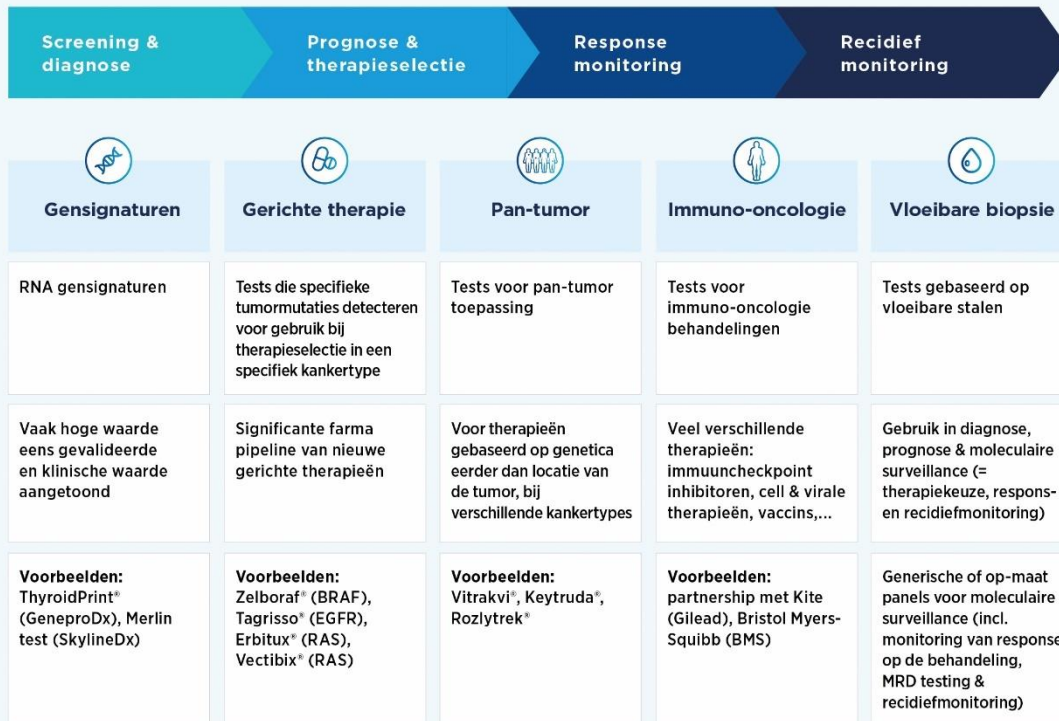 Screening &
diagnose
Prognose &
therapieselectie
Response
monitoring
Recidief
monitoring
Gensignaturen
Gerichte therapie
Pan-tumor
Immuno-oncologie
Vloeibare biopsie
RNA gensignaturen
Tests die specifieke
tumormutaties detecteren
voor gebruik bij
therapieselectie in een
specifiek kankertype
Tests voor pan-tumor
toepassing
Tests voor
immuno-oncologie
behandelingen
Tests gebaseerd op
vloeibare stalen
Vaak hoge waarde
eens gevalideerde
en klinische waarde
aangetoond
Significante farma
pipeline van nieuwe
gerichte therapieën
Voor therapieën
gebaseerd op genetica
eerder dan locatie van
de tumor, bij
verschillende kankertypes
Veel verschillende
therapieën:
immuuncheckpoint
inhibitoren, cell & virale
therapieën, vaccins,...
Gebruik in diagnose,
prognose & moleculaire
surveillance (=
therapiekeuze, respons-
en recidiefmonitoring)
Voorbeelden:
ThyroidPrint®
(GeneproDx), Merlin
test (SkylineDx)
Voorbeelden:
Zelboraf® (BRAF),
Tagrisso® (EGFR),
Erbitux® (RAS),
Vectibix® (RAS)
Voorbeelden:
Vitrakvi®, Keytruda®,
Rozlytrek®
Voorbeelden:
partnership met Kite
(Gilead), Bristol Myers-
Squibb (BMS)
Generische of op-maat
panels voor moleculaire
surveillance (incl.
monitoring van response
op de behandeling,
MRD testing &
recidiefmonitoring)